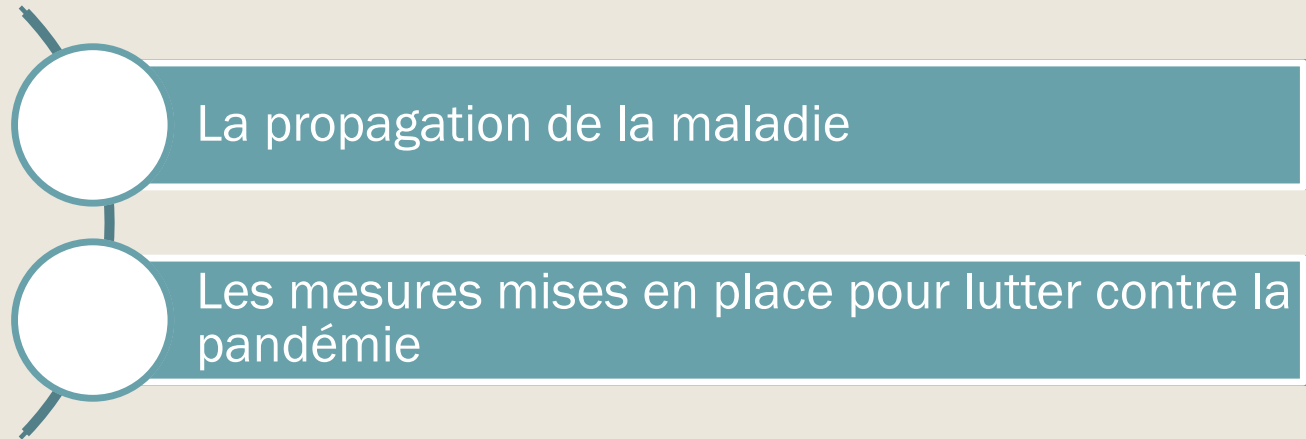 La propagation de la maladie
Les mesures mises en place pour lutter contre la
pandémie